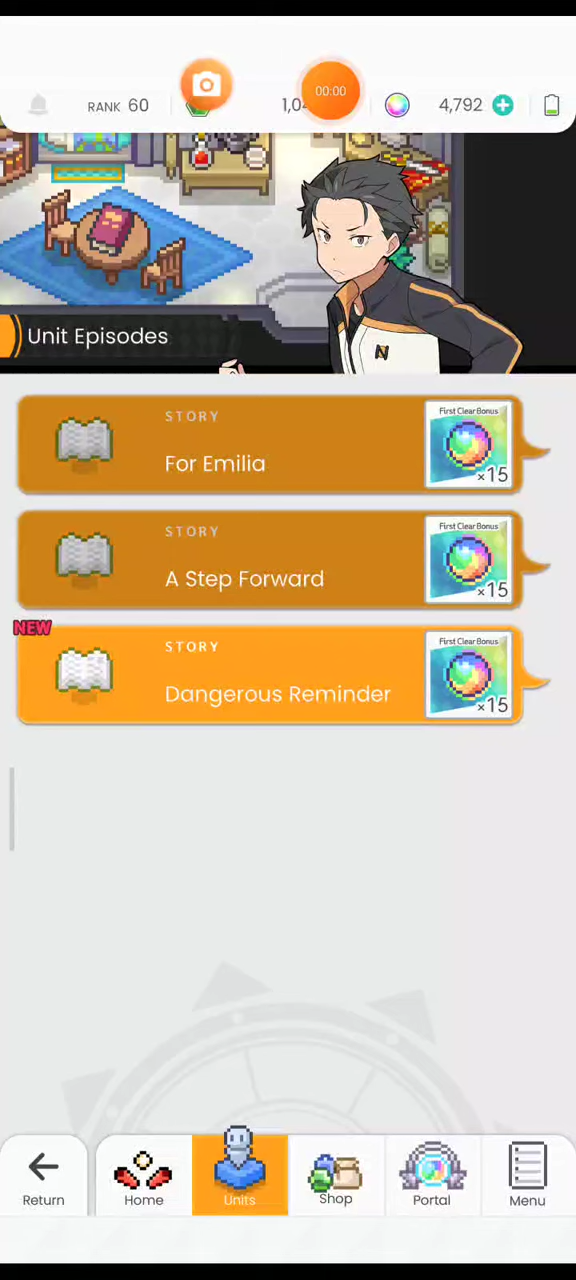 00:00
RANK 60
4,792
N
Unit Episodes
STORY
For Emilia
First Clear Bonus
×15
STORY
A Step Forward
First Clear Bonus
×15
NEW
STORY
Dangerous Reminder
First Clear Bonus
×15
Return
Home
Units
Shop
Portal
Menu